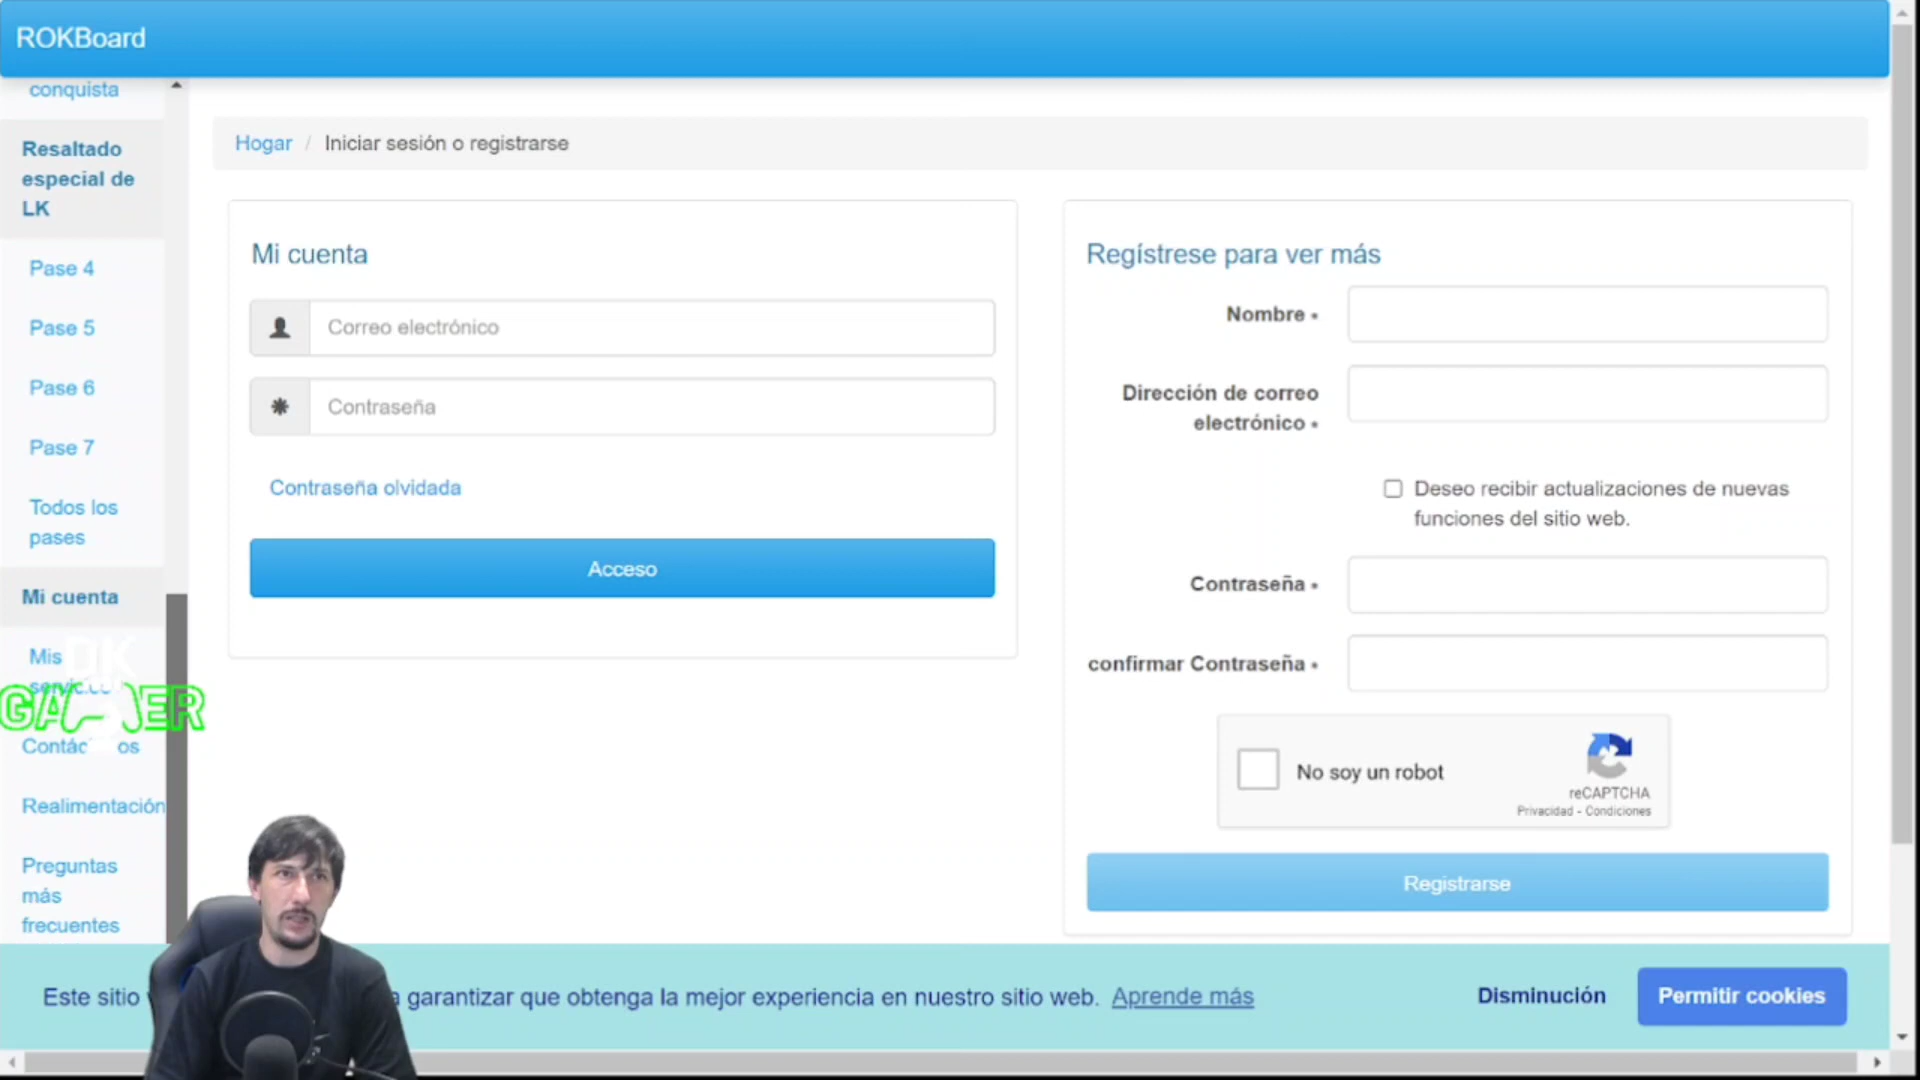 ROKBoard
conquista
Resaltado
especial de
LK
Pase 4
Pase 5
Pase 6
Pase 7
Todos los
pases
Mi cuenta
Mis
DK
GAMER
Realimentación
Preguntas
más
frecuentes
Hogar / Iniciar sesión o registrarse
Mi cuenta
Correo electrónico
Contraseña
Contraseña olvidada
Acceso
Regístrese para ver más
Nombre *
Dirección de correo
electrónico *
Deseo recibir actualizaciones de nuevas
funciones del sitio web.
Contraseña *
confirmar Contraseña *
No soy un robot
reCAPTCHA
Privacidad - Condiciones
Registrarse
Este sitio garantizar que obtenga la mejor experiencia en nuestro sitio web. Aprende más
Disminución
Permitir cookies